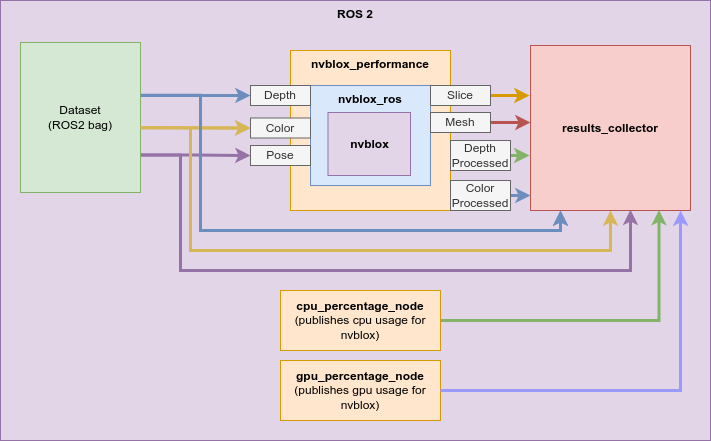 ROS 2
Dataset
(ROS2 bag)
nvblox_performance
Depth
Color
Pose
nvblox_ros
nvblox
Slice
Mesh
Depth
Processed
Color
Processed
results_collector
cpu_percentage_node
(publishes cpu usage for
nvblox)
gpu_percentage_node
(publishes gpu usage for
nvblox)